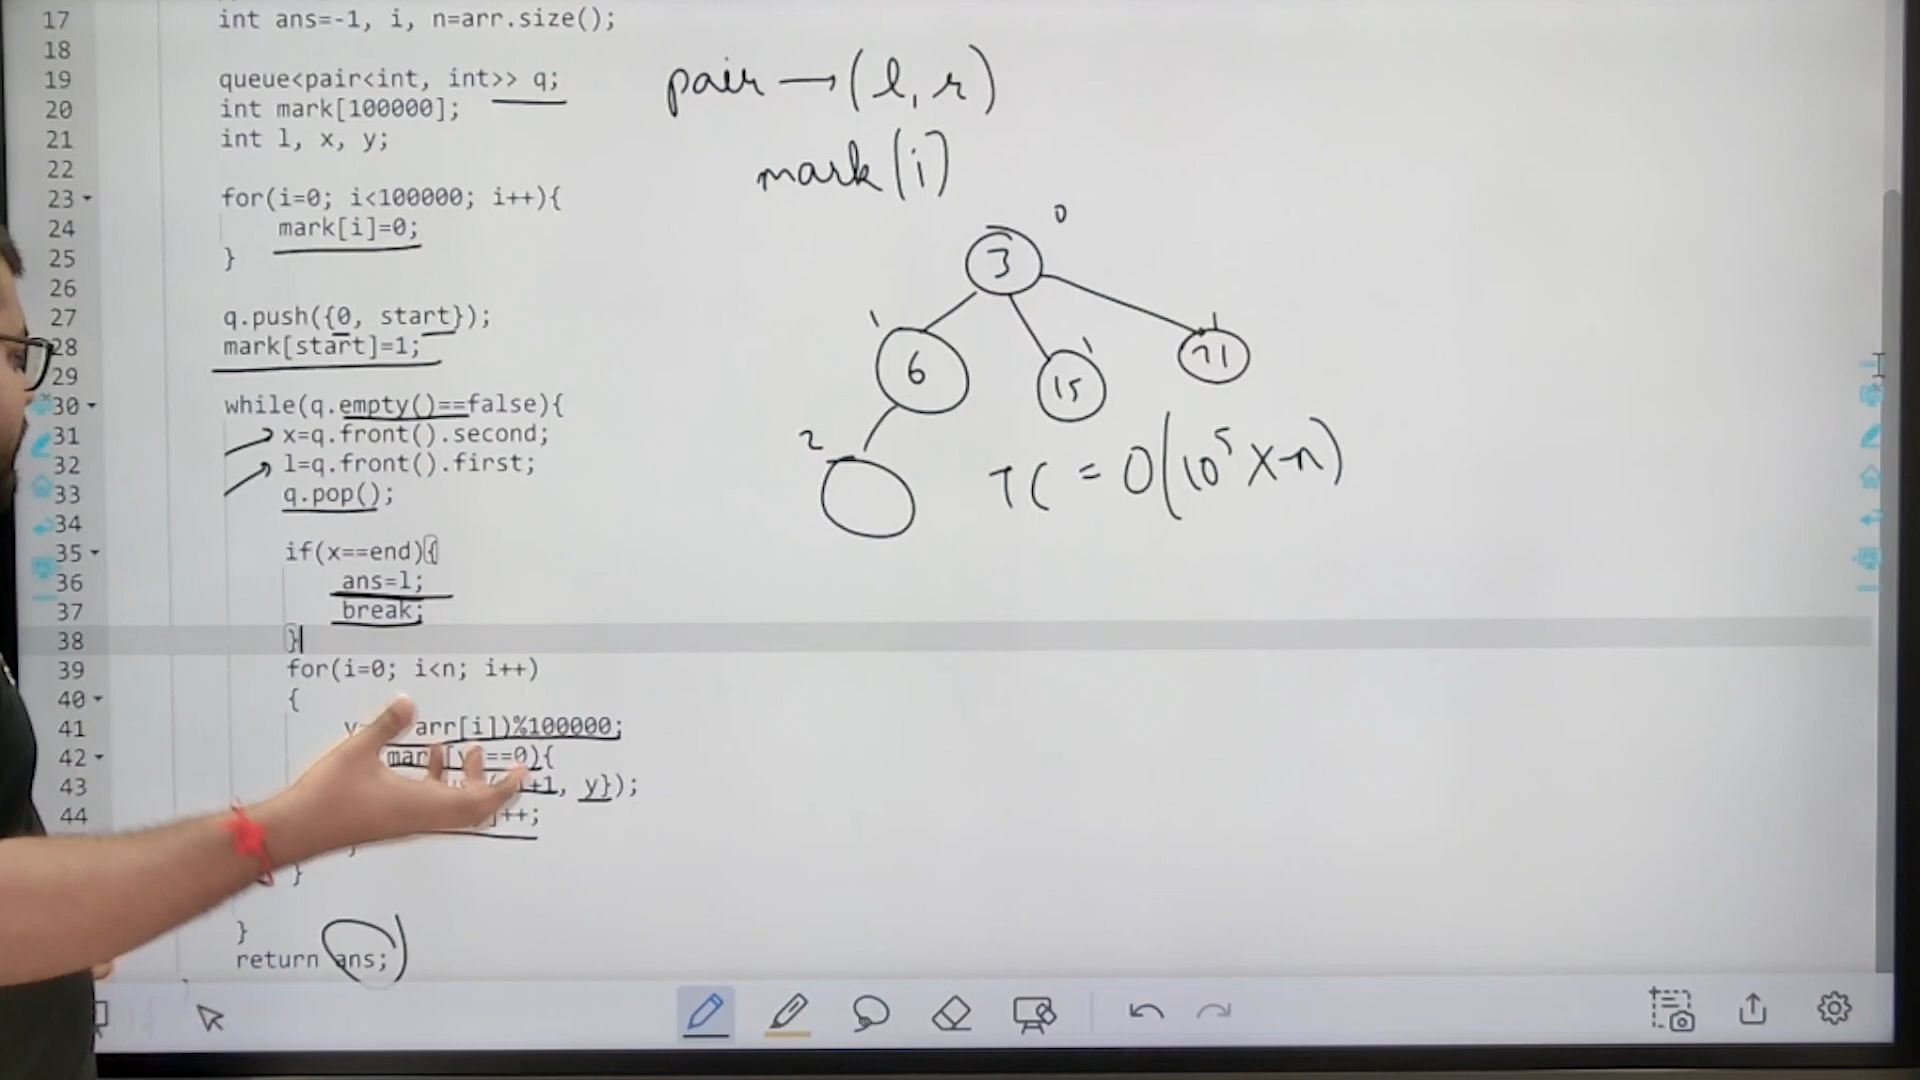 17 int ans=-1, i, n=arr.size();
18
19 queue<pair<int, int>> q;
20 int mark[100000];
21 int l, x, y;
22
23 for(i=0; i<100000; i++){
24 mark[i]=0;
25 }
26
27 q.push({0, start});
28 mark[start]=1;
29
30 while(q.empty()==false){
31 x=q.front().second;
32 l=q.front().first;
33 q.pop();
34
35 if(x==end){
36 ans=l;
37 break;
38 }
39 for(i=0; i<n; i++)
40 {
41 arr[i])%100000;
42 ==0){
43 +1, y});
44 ]++;
}
}
return ans;
pair → (l, r)
mark(i)
0
3
1 1 1
6 15 21
2
TC = O(10^5 x n)